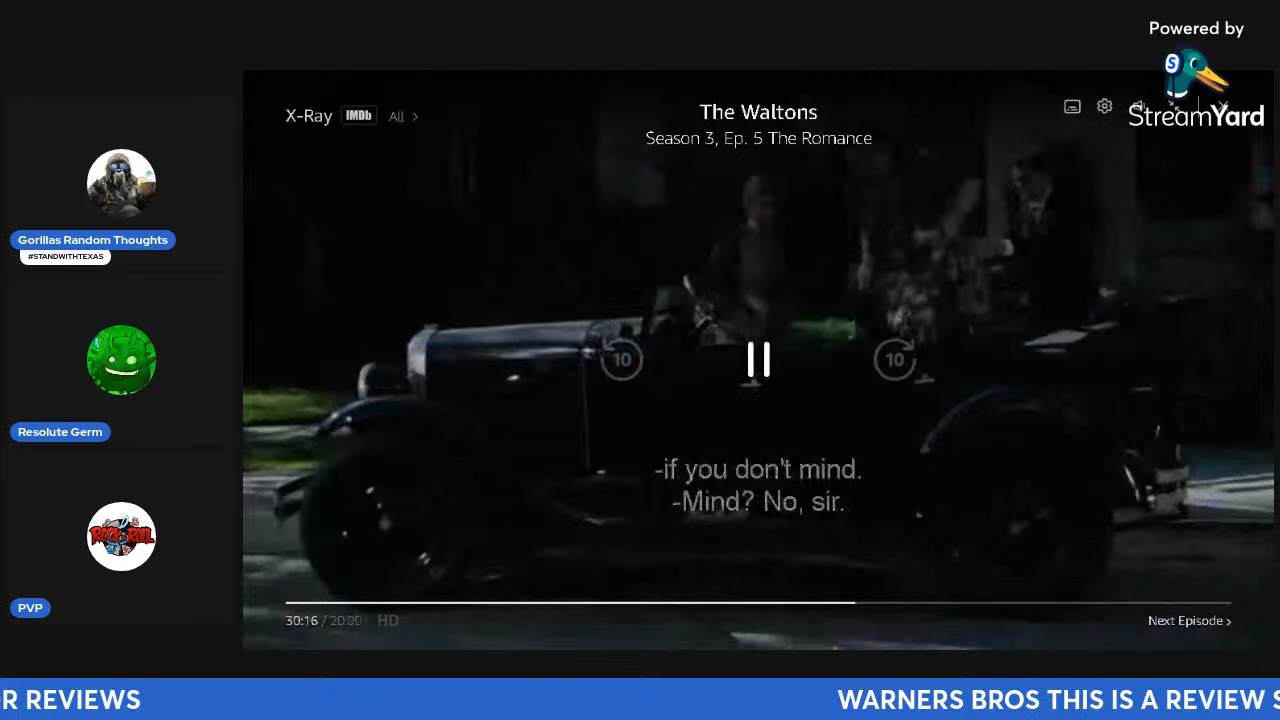 Powered by
StreamYard
X-Ray IMDb All
The Waltons
Season 3, Ep. 5 The Romance
Gorillas Random Thoughts
#STANDWITHTEXAS
Resolute Germ
PVP
10
10
-if you don't mind.
-Mind? No, sir.
30:16 / 20:00 HD
Next Episode
R REVIEWS
WARNERS BROS THIS IS A REVIEW S